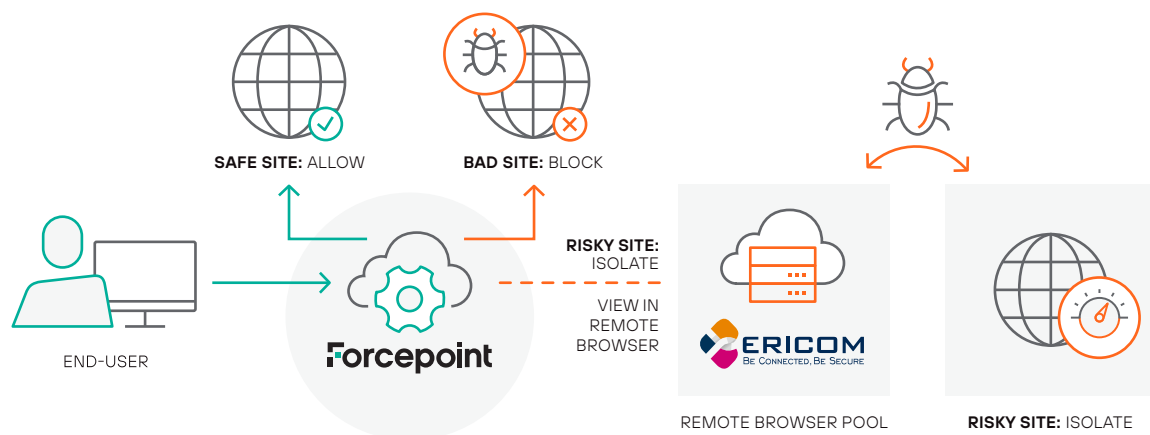 SAFE SITE: ALLOW
BAD SITE: BLOCK
RISKY SITE:
ISOLATE
VIEW IN
REMOTE
BROWSER
END-USER
Forcepoint
ERICOM
BE CONNECTED, BE SECURE
REMOTE BROWSER POOL
RISKY SITE: ISOLATE